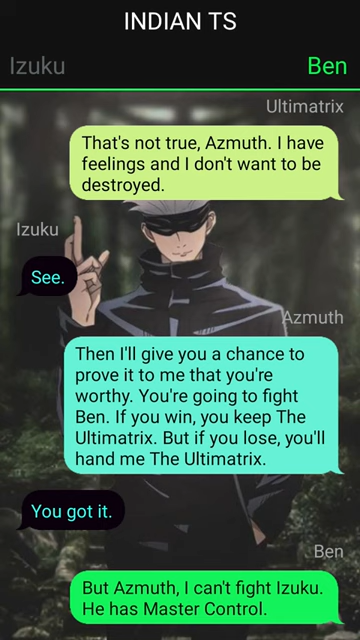 INDIAN TS
Izuku Ben
Ultimatrix
That's not true, Azmuth. I have
feelings and I don't want to be
destroyed.
Izuku
See.
Azmuth
Then I'll give you a chance to
prove it to me that you're
worthy. You're going to fight
Ben. If you win, you keep The
Ultimatrix. But if you lose, you'll
hand me The Ultimatrix.
You got it.
Ben
But Azmuth, I can't fight Izuku.
He has Master Control.